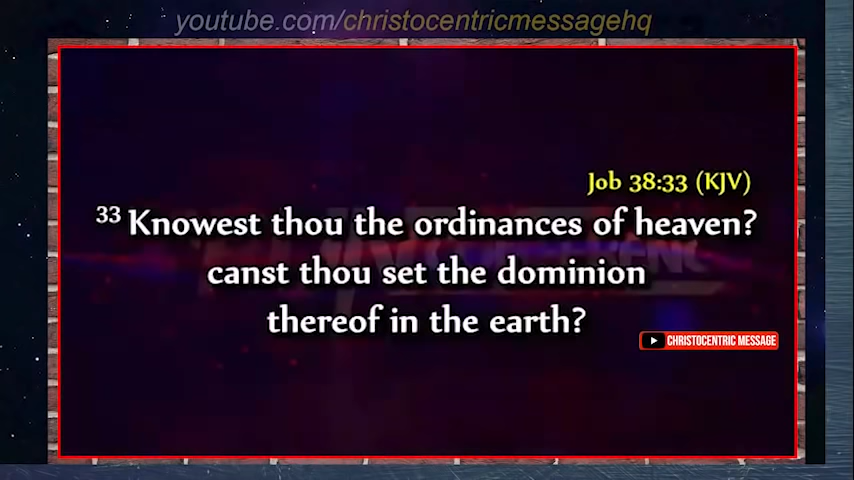 youtube.com/christocentricmessagehq
Job 38:33 (KJV)
33 Knowest thou the ordinances of heaven?
canst thou set the dominion
thereof in the earth?
CHRISTOCENTRIC MESSAGE